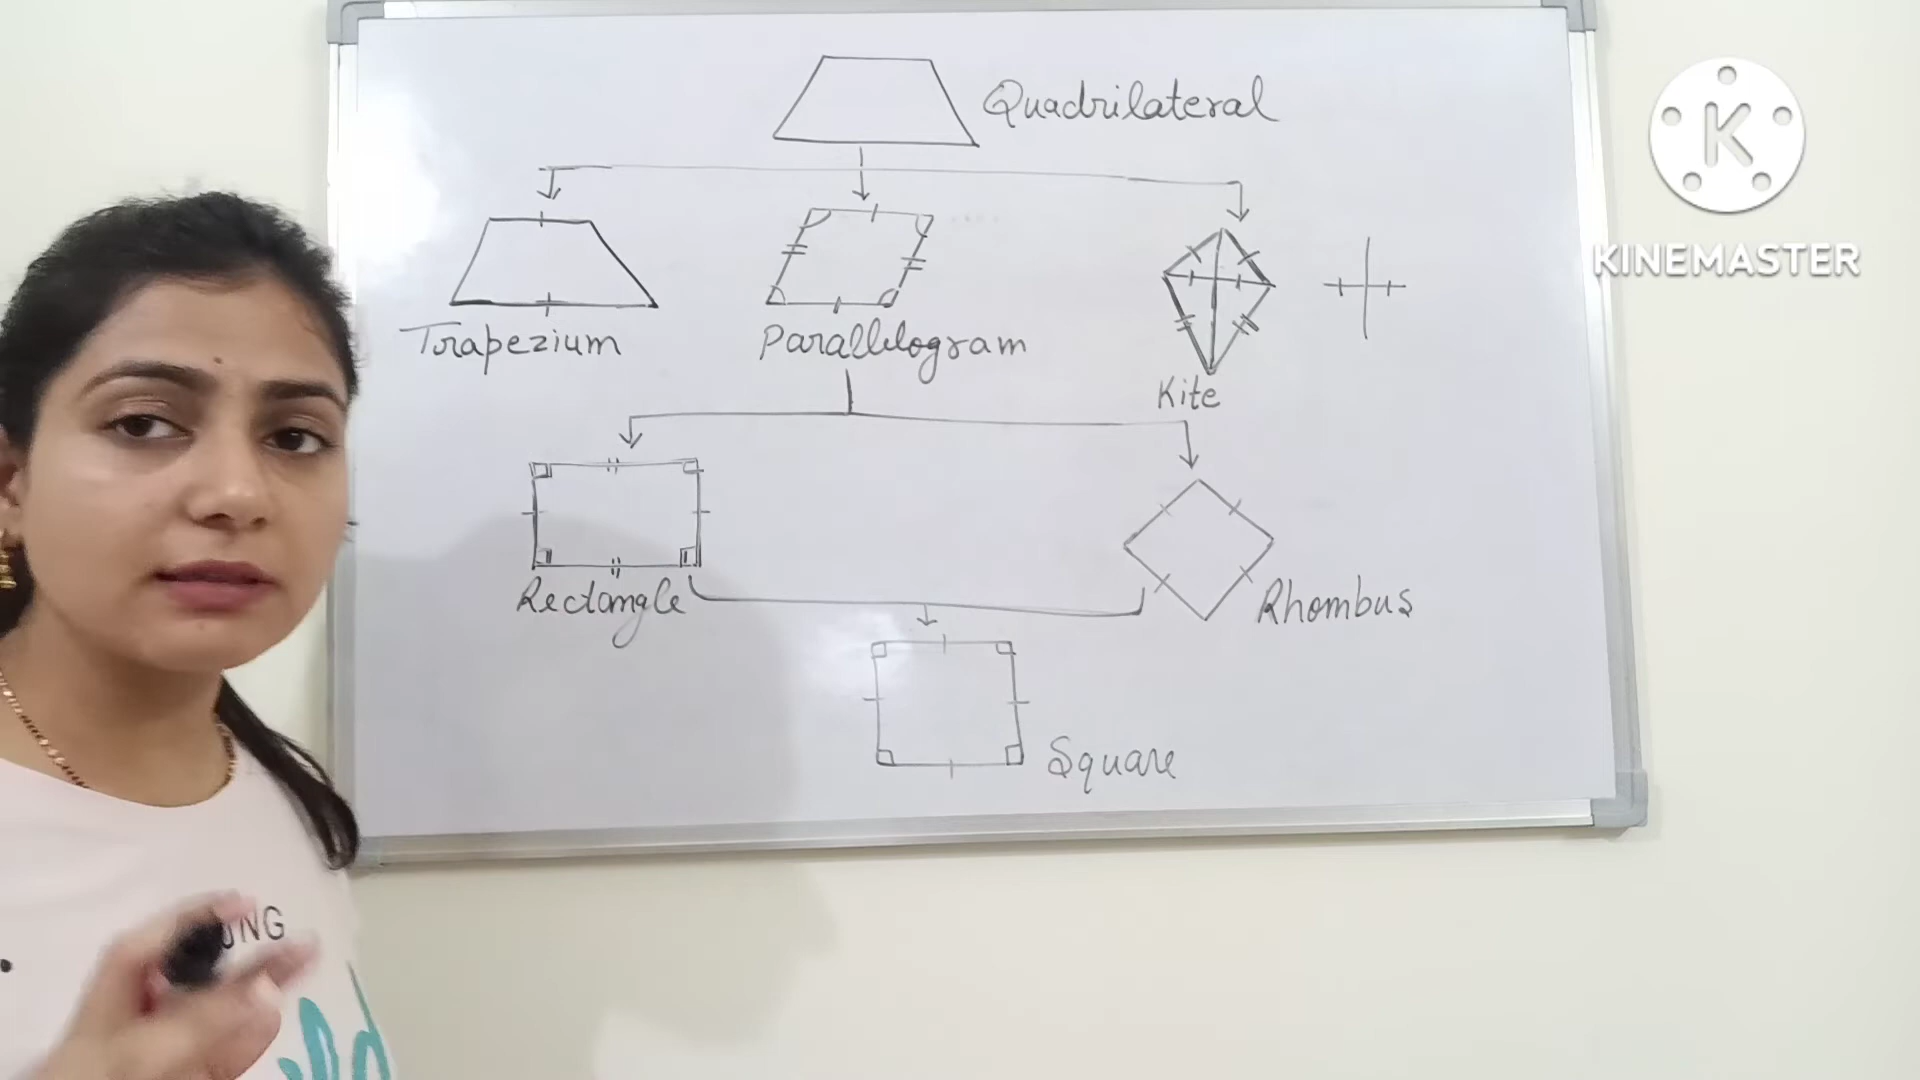 Quadrilateral
K
KINEMASTER
Trapezium
Parallelogram
Kite
Rectangle
Rhombus
Square